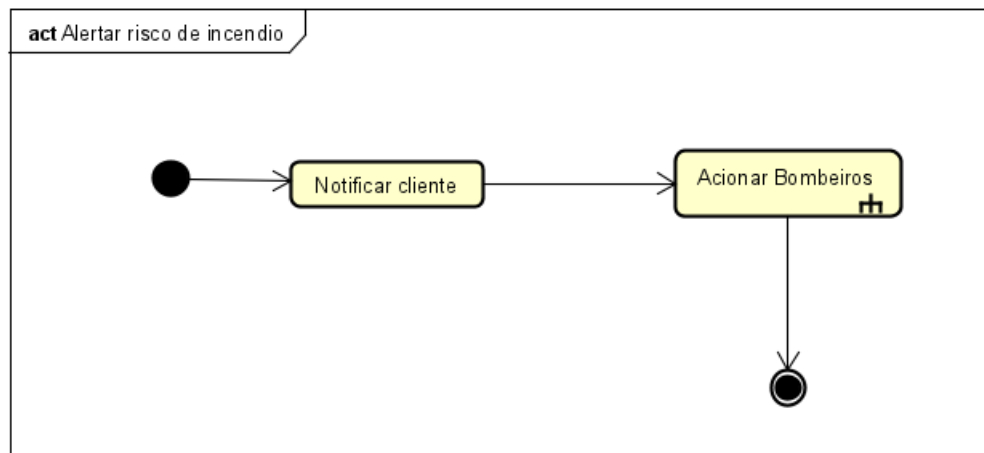 act Alertar risco de incendio
Notificar cliente
Acionar Bombeiros